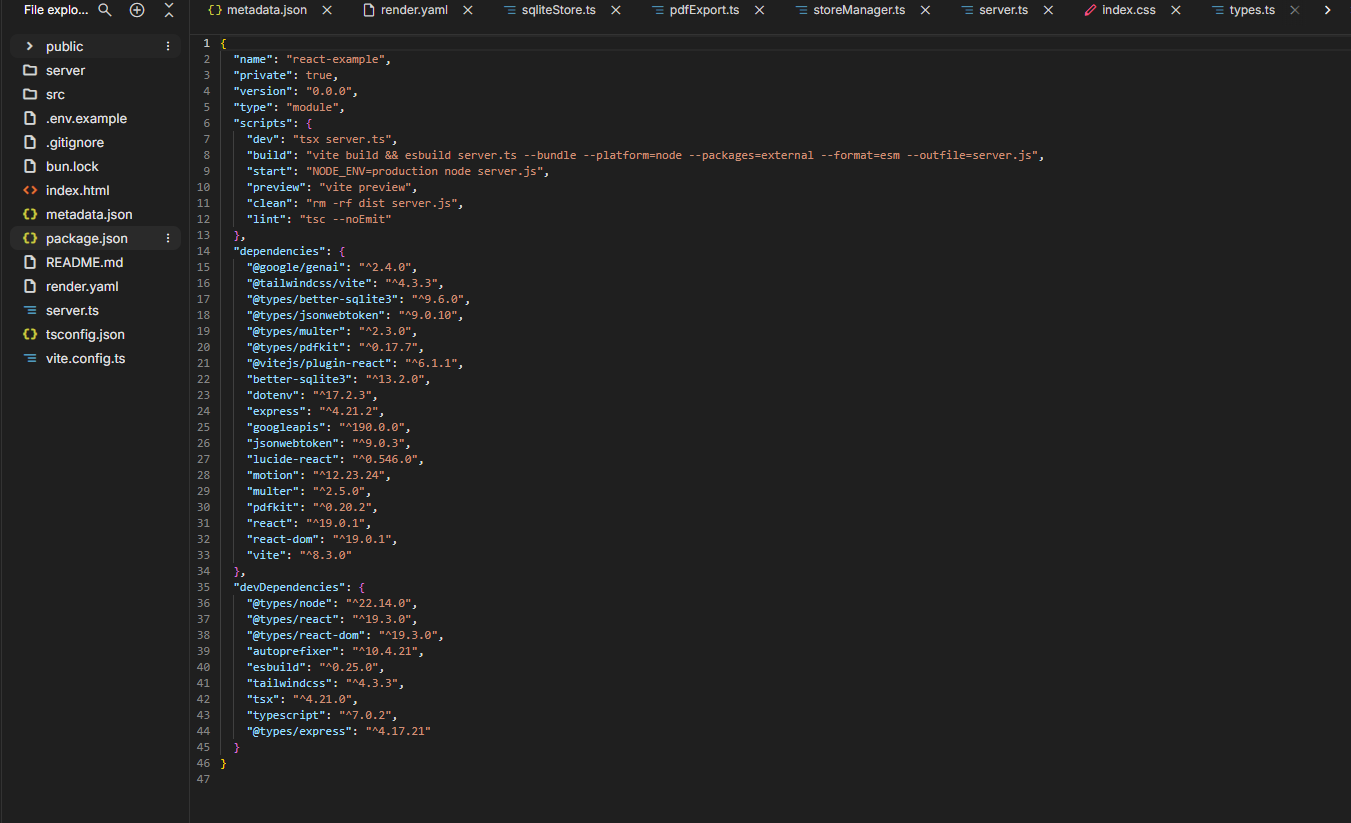 File explo...
metadata.json
render.yaml
sqliteStore.ts
pdfExport.ts
storeManager.ts
server.ts
index.css
types.ts
public
server
src
.env.example
.gitignore
bun.lock
index.html
metadata.json
package.json
README.md
render.yaml
server.ts
tsconfig.json
vite.config.ts
1 {
2 "name": "react-example",
3 "private": true,
4 "version": "0.0.0",
5 "type": "module",
6 "scripts": {
7 "dev": "tsx server.ts",
8 "build": "vite build && esbuild server.ts --bundle --platform=node --packages=external --format=esm --outfile=server.js",
9 "start": "NODE_ENV=production node server.js",
10 "preview": "vite preview",
11 "clean": "rm -rf dist server.js",
12 "lint": "tsc --noEmit"
13 },
14 "dependencies": {
15 "@google/genai": "^2.4.0",
16 "@tailwindcss/vite": "^4.3.3",
17 "@types/better-sqlite3": "^9.6.0",
18 "@types/jsonwebtoken": "^9.0.10",
19 "@types/multer": "^2.3.0",
20 "@types/pdfkit": "^0.17.7",
21 "@vitejs/plugin-react": "^6.1.1",
22 "better-sqlite3": "^13.2.0",
23 "dotenv": "^17.2.3",
24 "express": "^4.21.2",
25 "googleapis": "^190.0.0",
26 "jsonwebtoken": "^9.0.3",
27 "lucide-react": "^0.546.0",
28 "motion": "^12.23.24",
29 "multer": "^2.5.0",
30 "pdfkit": "^0.20.2",
31 "react": "^19.0.1",
32 "react-dom": "^19.0.1",
33 "vite": "^8.3.0"
34 },
35 "devDependencies": {
36 "@types/node": "^22.14.0",
37 "@types/react": "^19.3.0",
38 "@types/react-dom": "^19.3.0",
39 "autoprefixer": "^10.4.21",
40 "esbuild": "^0.25.0",
41 "tailwindcss": "^4.3.3",
42 "tsx": "^4.21.0",
43 "typescript": "^7.0.2",
44 "@types/express": "^4.17.21"
45 }
46 }
47